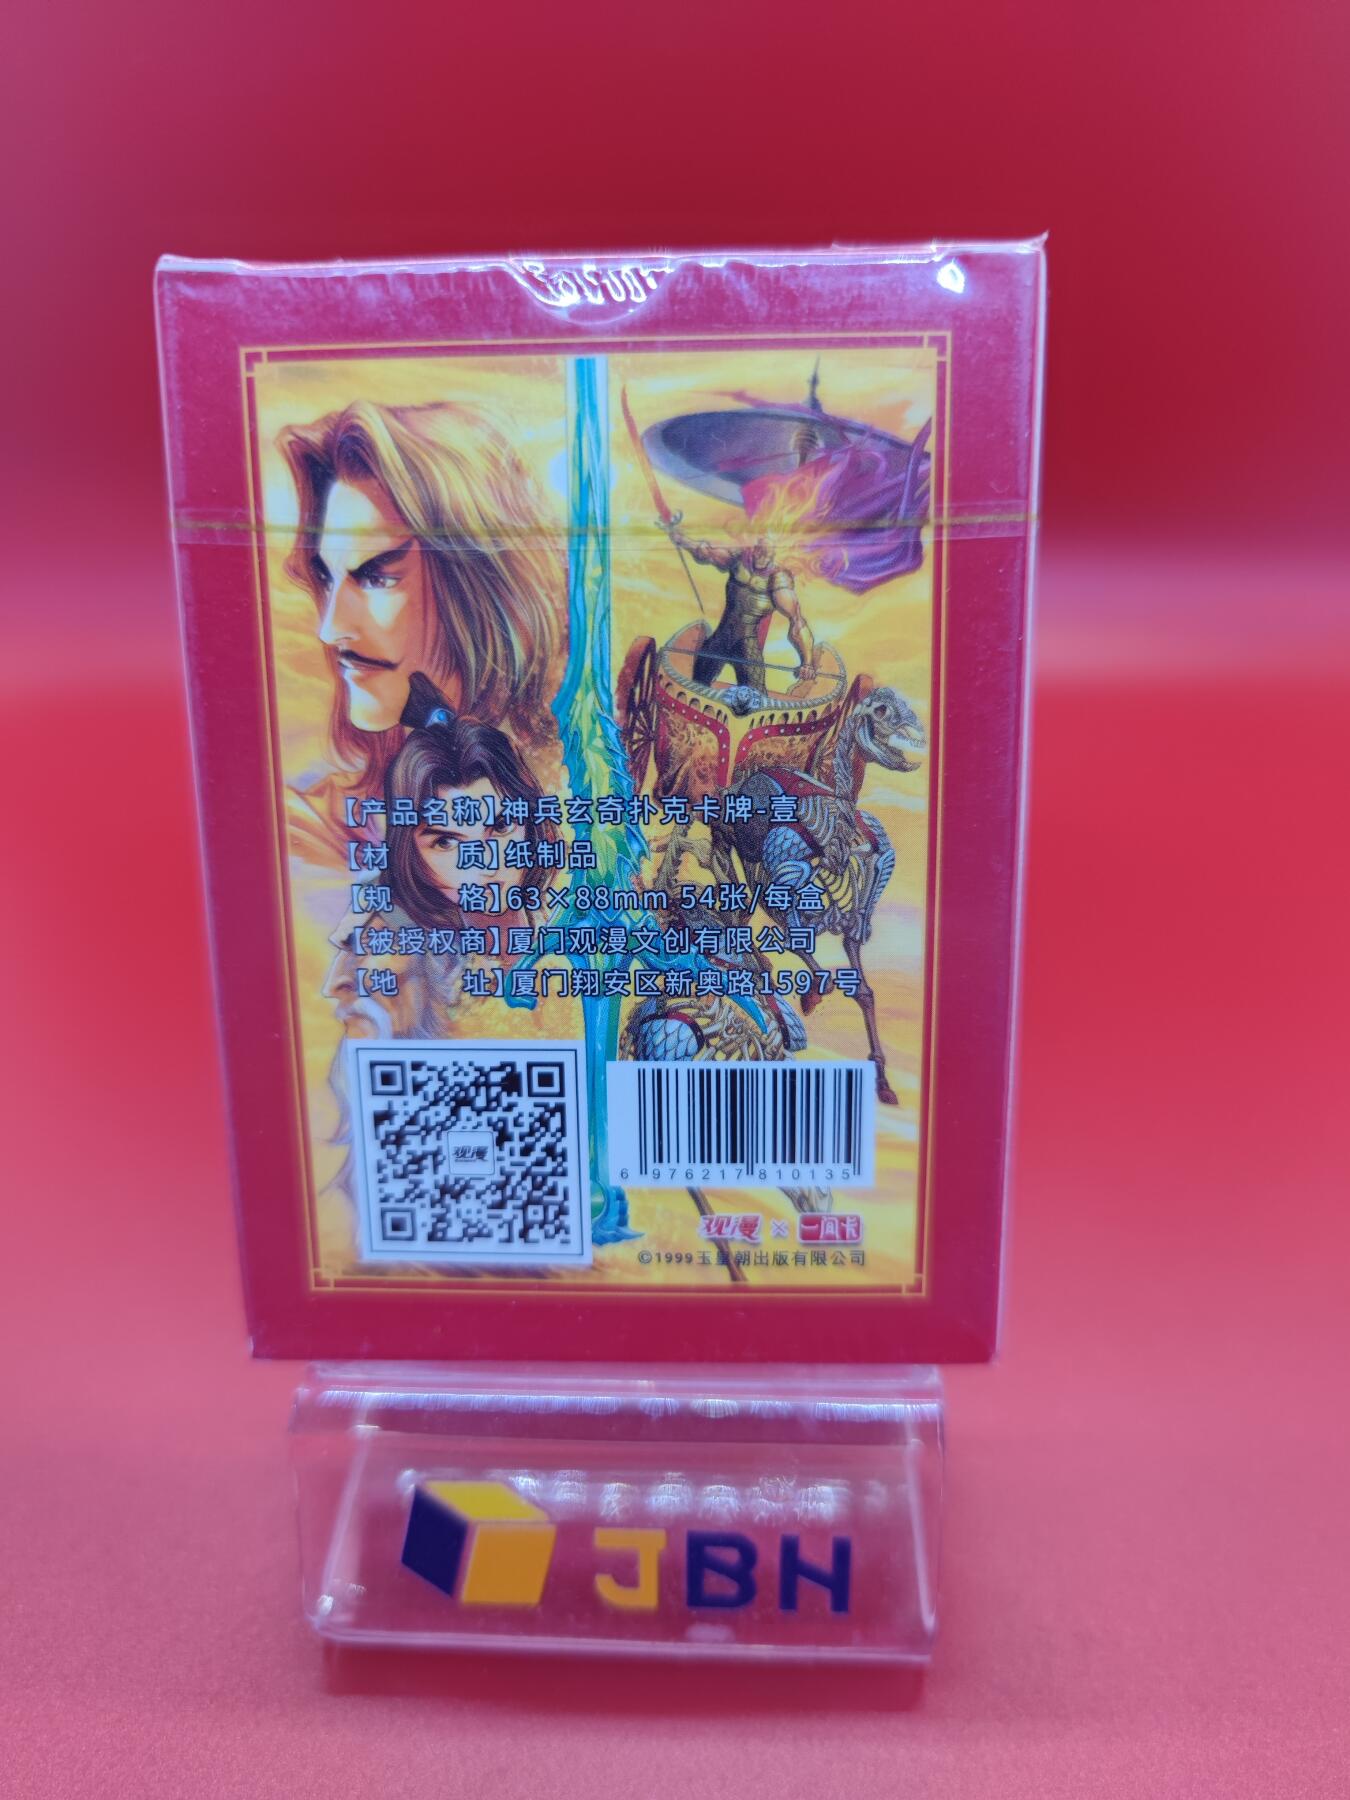 【产品名称】神兵玄奇扑克卡牌-壹
【材 质】纸制品
【规 格】63×88mm 54张/每盒
【被授权商】厦门观漫文创有限公司
【地 址】厦门翔安区新奥路1597号
观漫
6 976217 810135
观漫 × 一间卡
©1999玉皇朝出版有限公司
JBH